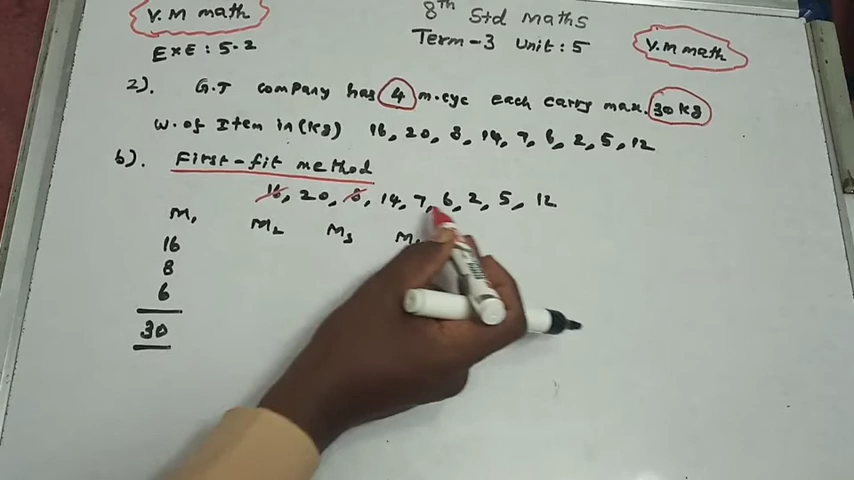 V.M math
8th Std Maths
V.M math
EXE: 5.2
Term-3 Unit: 5
2). G.T company has 4 m.cyc each carry max. 30kg
W.of Item in(kg) 16, 20, 8, 14, 7, 6, 2, 5, 12
b). First-fit method
16, 20, 8, 14, 7, 6, 2, 5, 12
M1 M2 M3
16
8
6
30